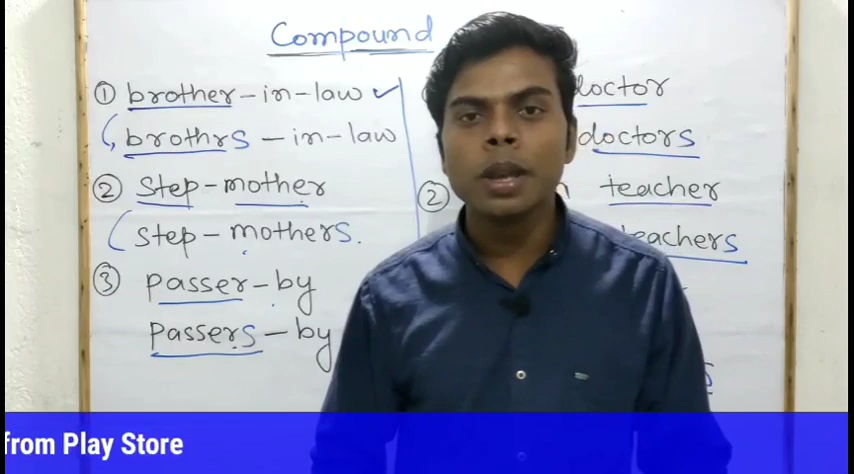 Compound
① brother-in-law ✓
brothrs - in-law
② step-mother
step-mothers.
③ passer-by
passers-by
doctor
doctors
② teacher
teachers
from Play Store